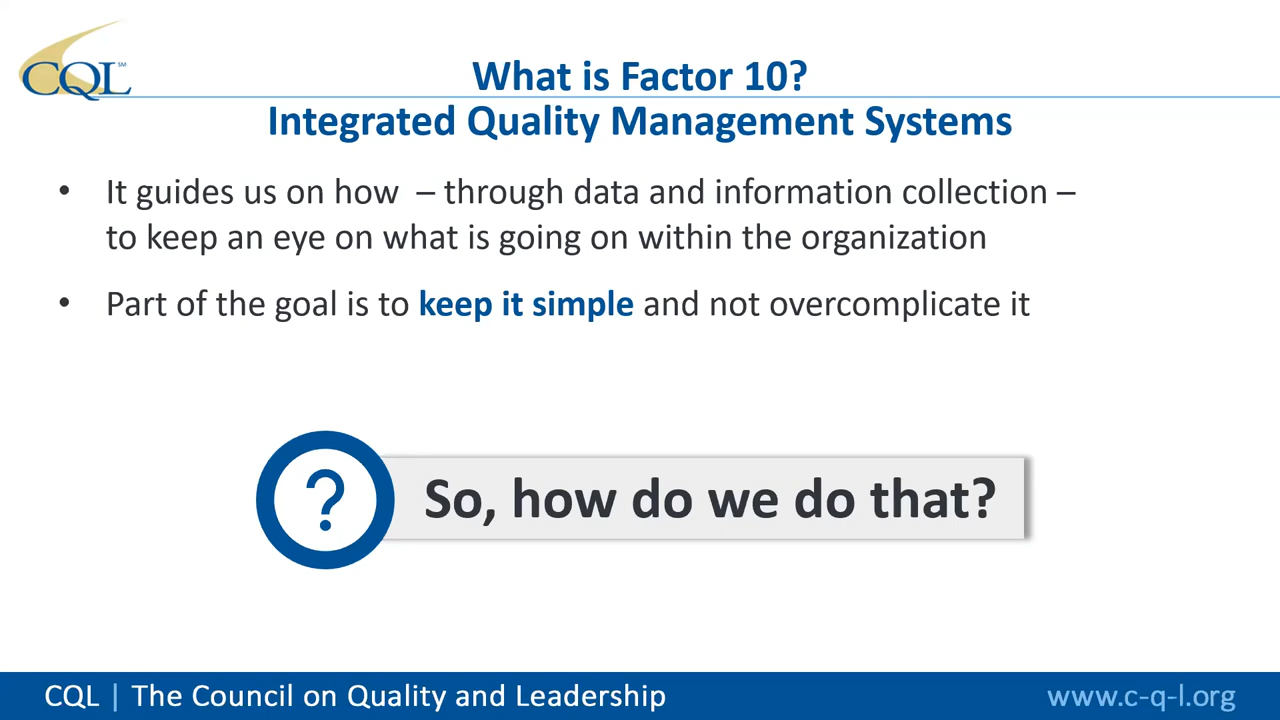 CQL SM
What is Factor 10?
Integrated Quality Management Systems
• It guides us on how – through data and information collection –
to keep an eye on what is going on within the organization
• Part of the goal is to keep it simple and not overcomplicate it
?
So, how do we do that?
CQL | The Council on Quality and Leadership
www.c-q-l.org